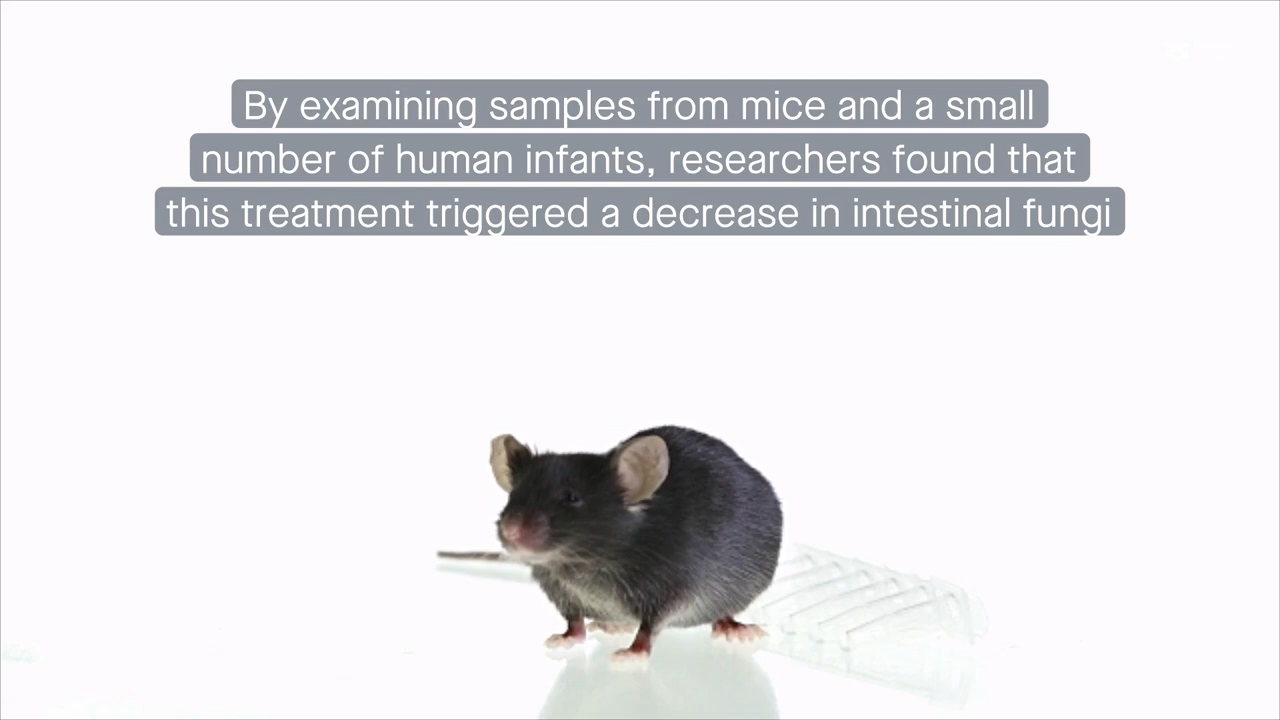 By examining samples from mice and a small
number of human infants, researchers found that
this treatment triggered a decrease in intestinal fungi